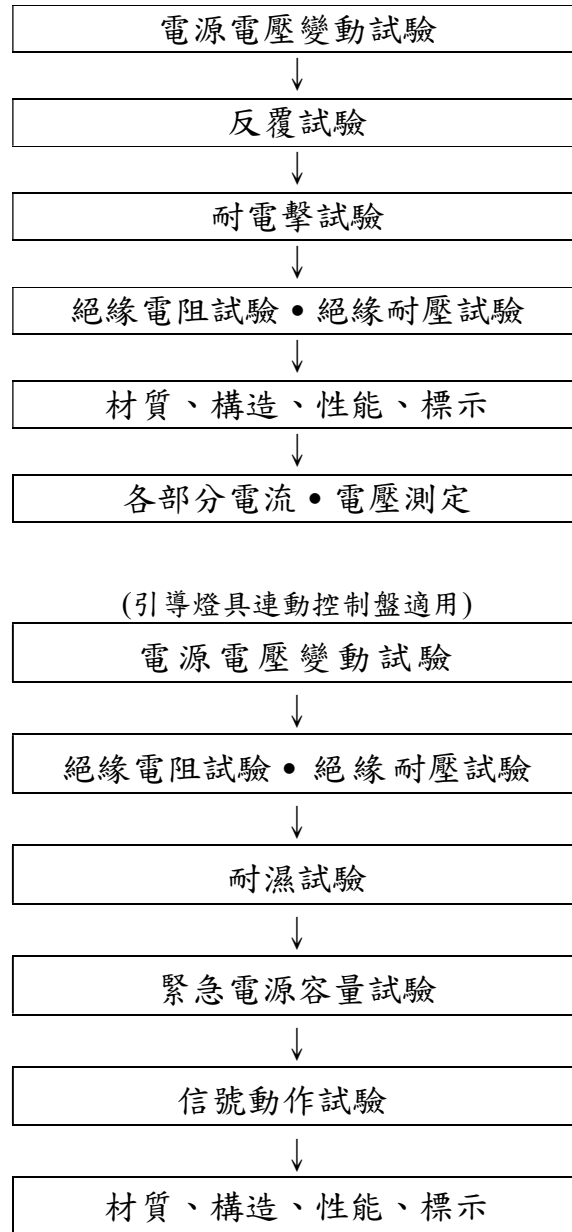 電源電壓變動試驗
↓
反覆試驗
↓
耐電擊試驗
↓
絕緣電阻試驗•絕緣耐壓試驗
↓
材質、構造、性能、標示
↓
各部分電流•電壓測定
(引導燈具連動控制盤適用)
電源電壓變動試驗
↓
絕緣電阻試驗•絕緣耐壓試驗
↓
耐濕試驗
↓
緊急電源容量試驗
↓
信號動作試驗
↓
材質、構造、性能、標示